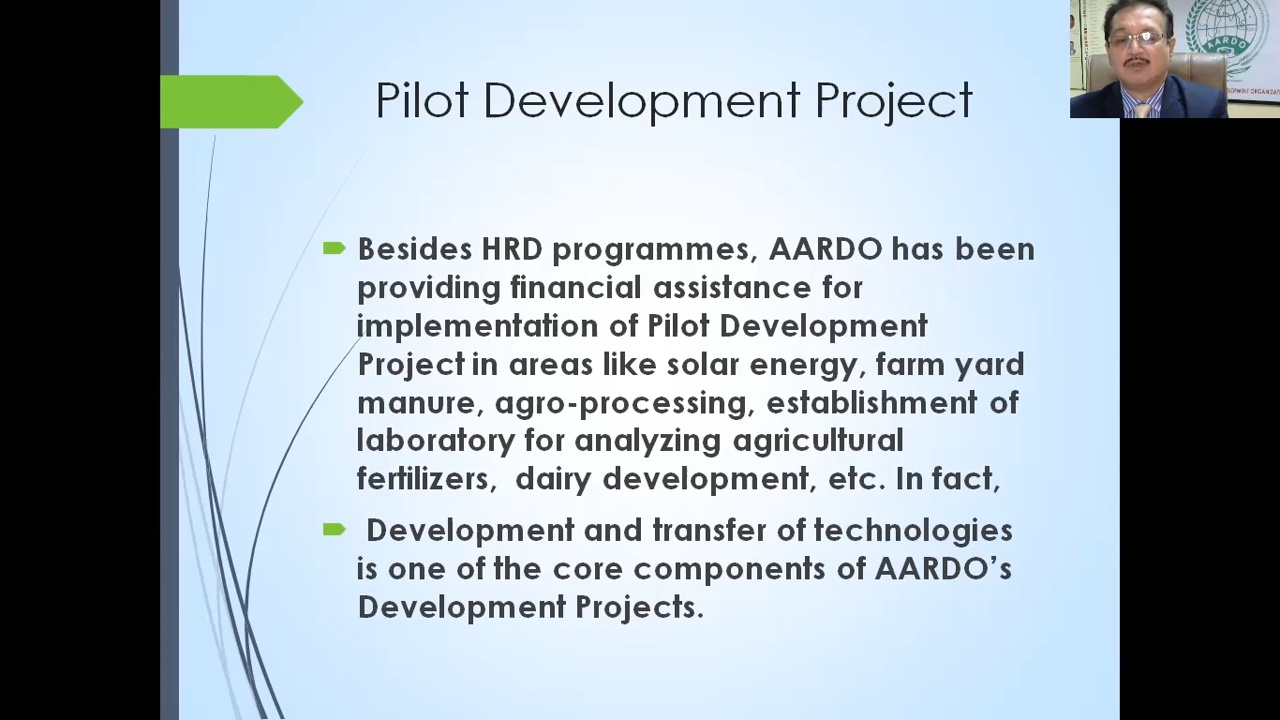 Pilot Development Project
AARDO
Besides HRD programmes, AARDO has been
providing financial assistance for
implementation of Pilot Development
Project in areas like solar energy, farm yard
manure, agro-processing, establishment of
laboratory for analyzing agricultural
fertilizers, dairy development, etc. In fact,
Development and transfer of technologies
is one of the core components of AARDO’s
Development Projects.